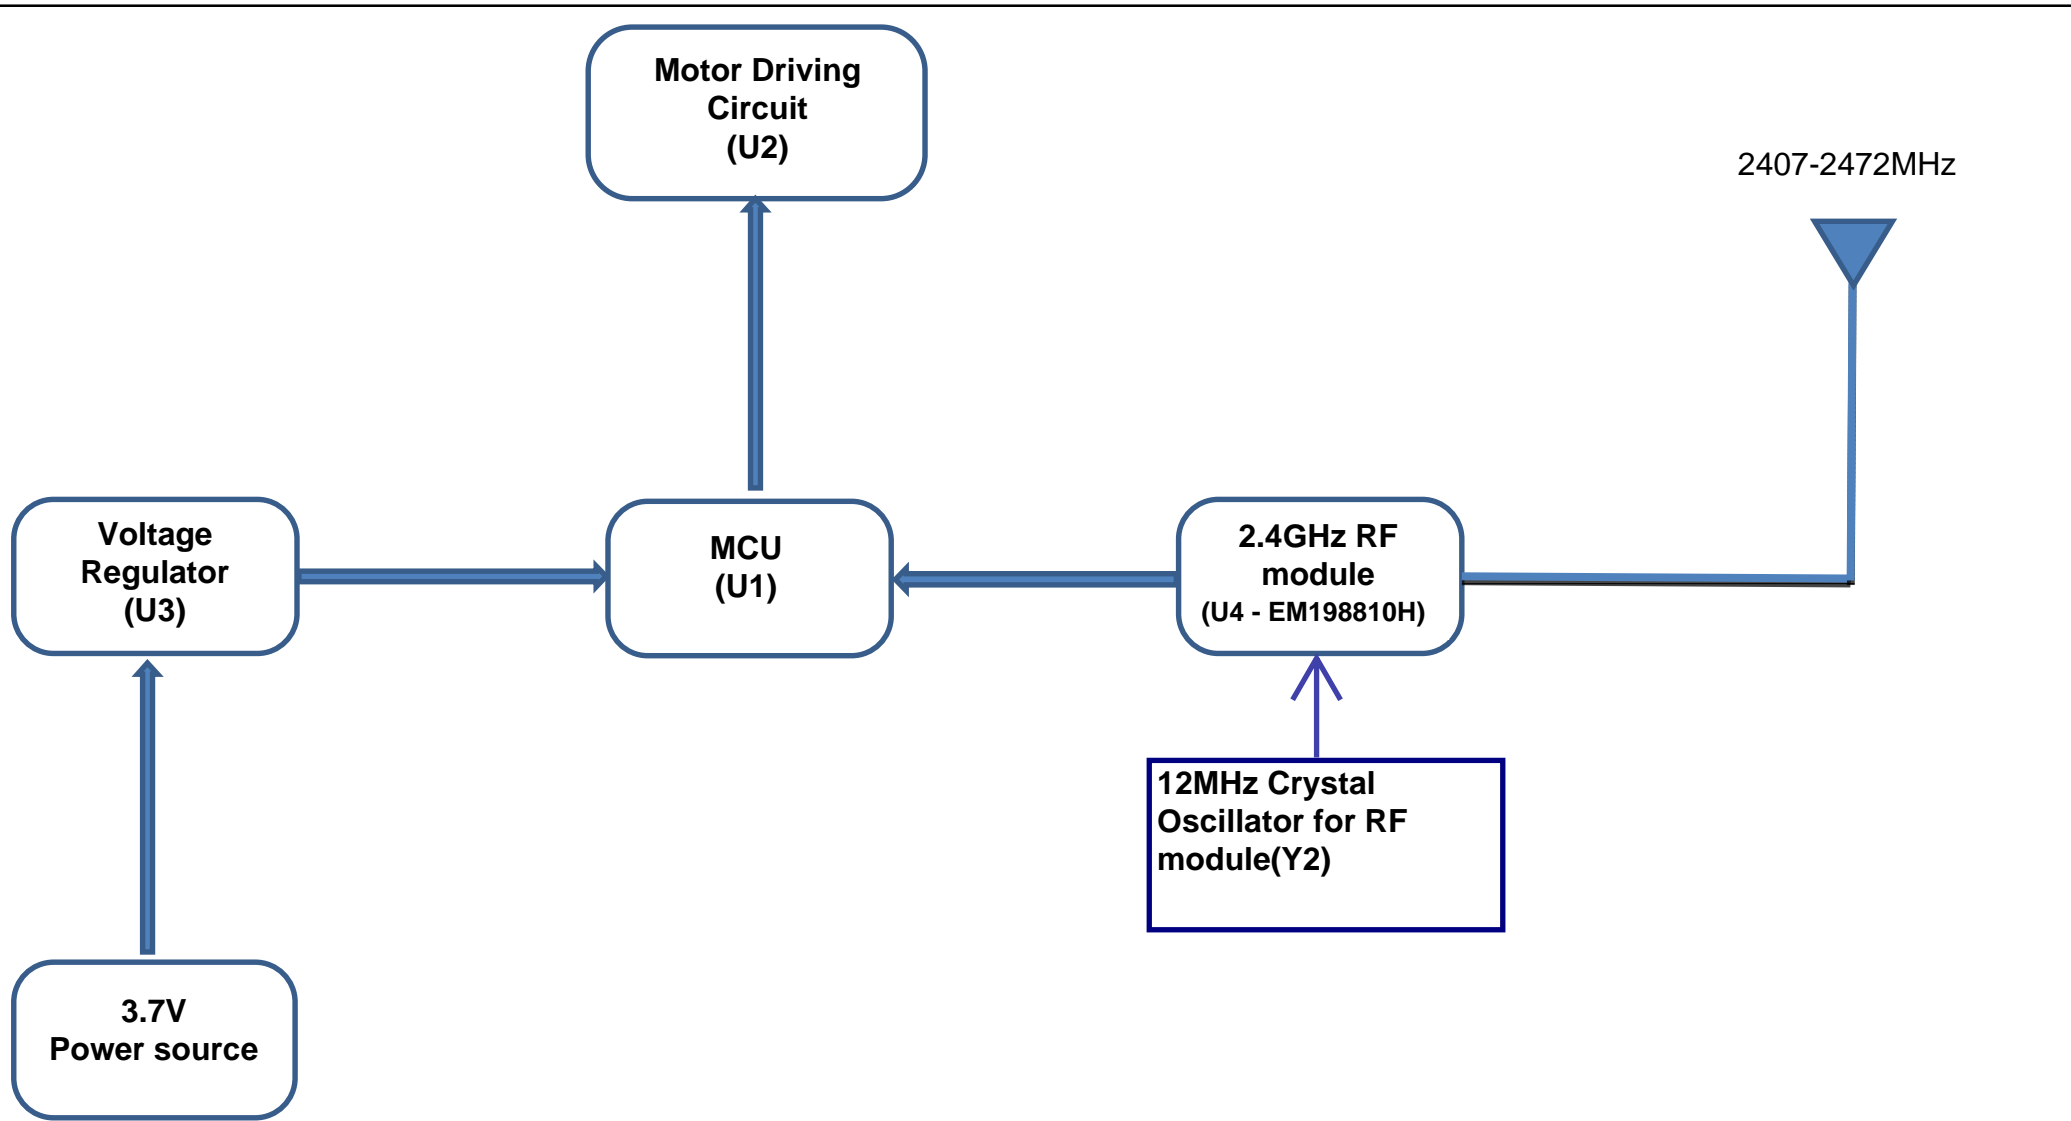 Motor Driving
Circuit
(U2)
2407-2472MHz
Voltage
Regulator
(U3)
MCU
(U1)
2.4GHz RF
module
(U4 - EM198810H)
12MHz Crystal
Oscillator for RF
module(Y2)
3.7V
Power source